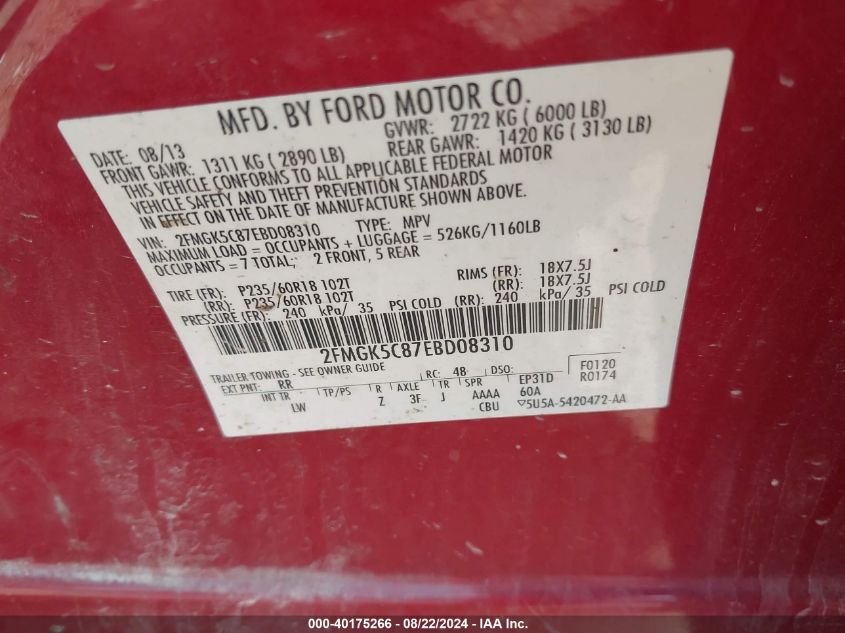 MFD. BY FORD MOTOR CO.
DATE: 08/13 GVWR: 2722 KG ( 6000 LB)
FRONT GAWR: 1311 KG ( 2890 LB) REAR GAWR: 1420 KG ( 3130 LB)
THIS VEHICLE CONFORMS TO ALL APPLICABLE FEDERAL MOTOR
VEHICLE SAFETY AND THEFT PREVENTION STANDARDS
IN EFFECT ON THE DATE OF MANUFACTURE SHOWN ABOVE.
VIN: 2FMGK5C87EBD08310 TYPE: MPV
MAXIMUM LOAD = OCCUPANTS + LUGGAGE = 526KG/1160LB
OCCUPANTS = 7 TOTAL; 2 FRONT, 5 REAR
TIRE (FR): P235/60R18 102T RIMS (FR): 18X7.5J
(RR): P235/60R18 102T (RR): 18X7.5J
PRESSURE (FR): 240 kPa/ 35 PSI COLD (RR): 240 kPa/ 35 PSI COLD
2FMGK5C87EBD08310
TRAILER TOWING - SEE OWNER GUIDE
EXT PNT: RR RC: 48 DSO: F0120
R0174
INT TR TP/PS R AXLE TR SPR EP31D
LW Z 3F J AAAA 60A
CBU ▽5U5A-5420472-AA
000-40175266 - 08/22/2024 - IAA Inc.